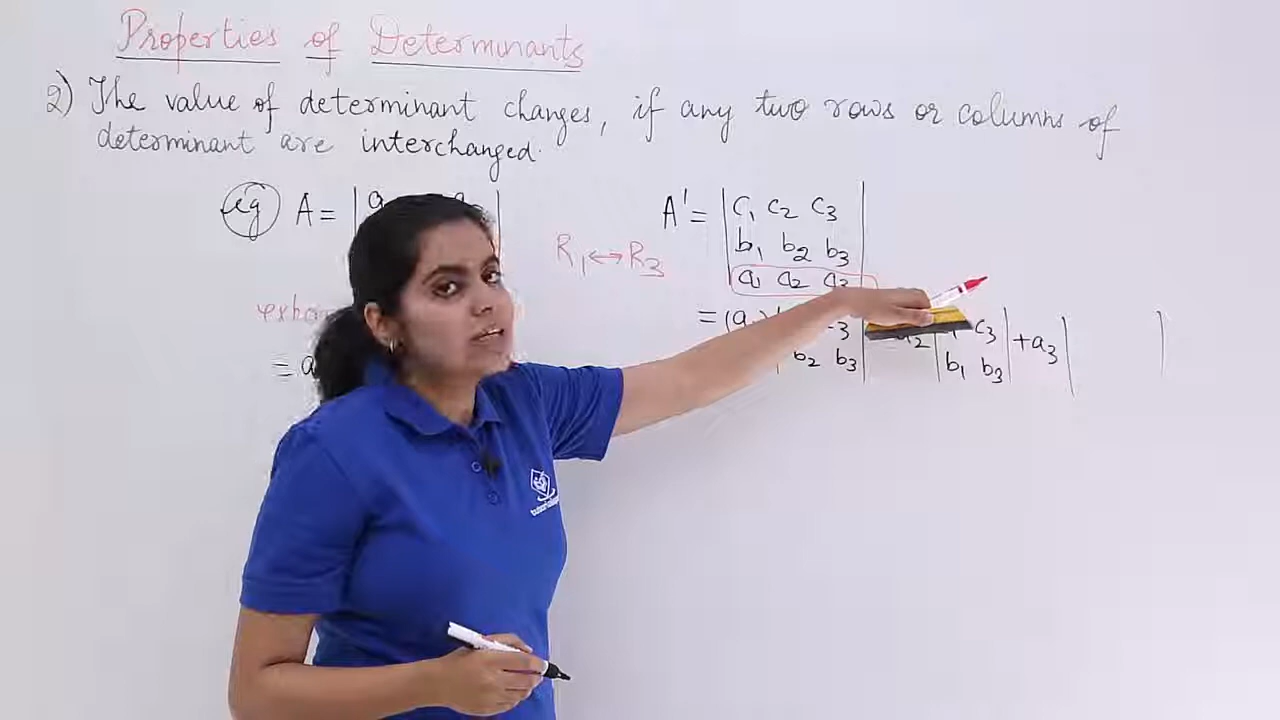 Properties of Determinants
2) The value of determinant changes, if any two rows or columns of
determinant are interchanged.
eg A = | a
R1 ↔ R3
A' = | c1 c2 c3 |
| b1 b2 b3 |
| a1 a2 a3 |
= (a 3 | a2 | c3 | + a3 | |
b2 b3 | b1 b3 |
= a